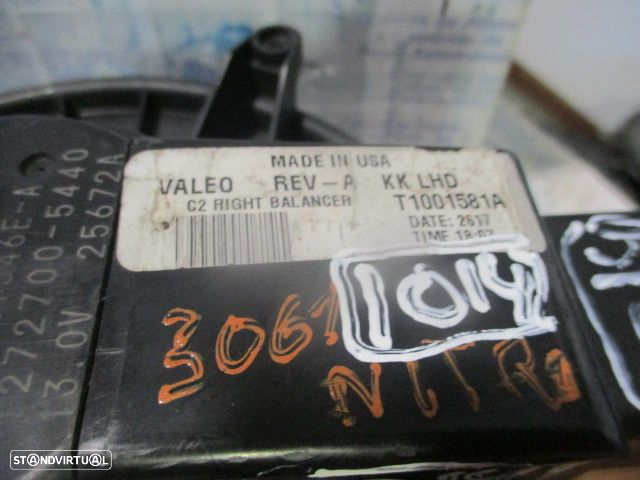 MADE IN USA
VALEO REV-A KK LHD
C2 RIGHT BALANCER T1001581A
DATE: 2617
TIME 18:07
272700-5440
13.0V 25672A
1014
NITRO
STANDVIRTUAL